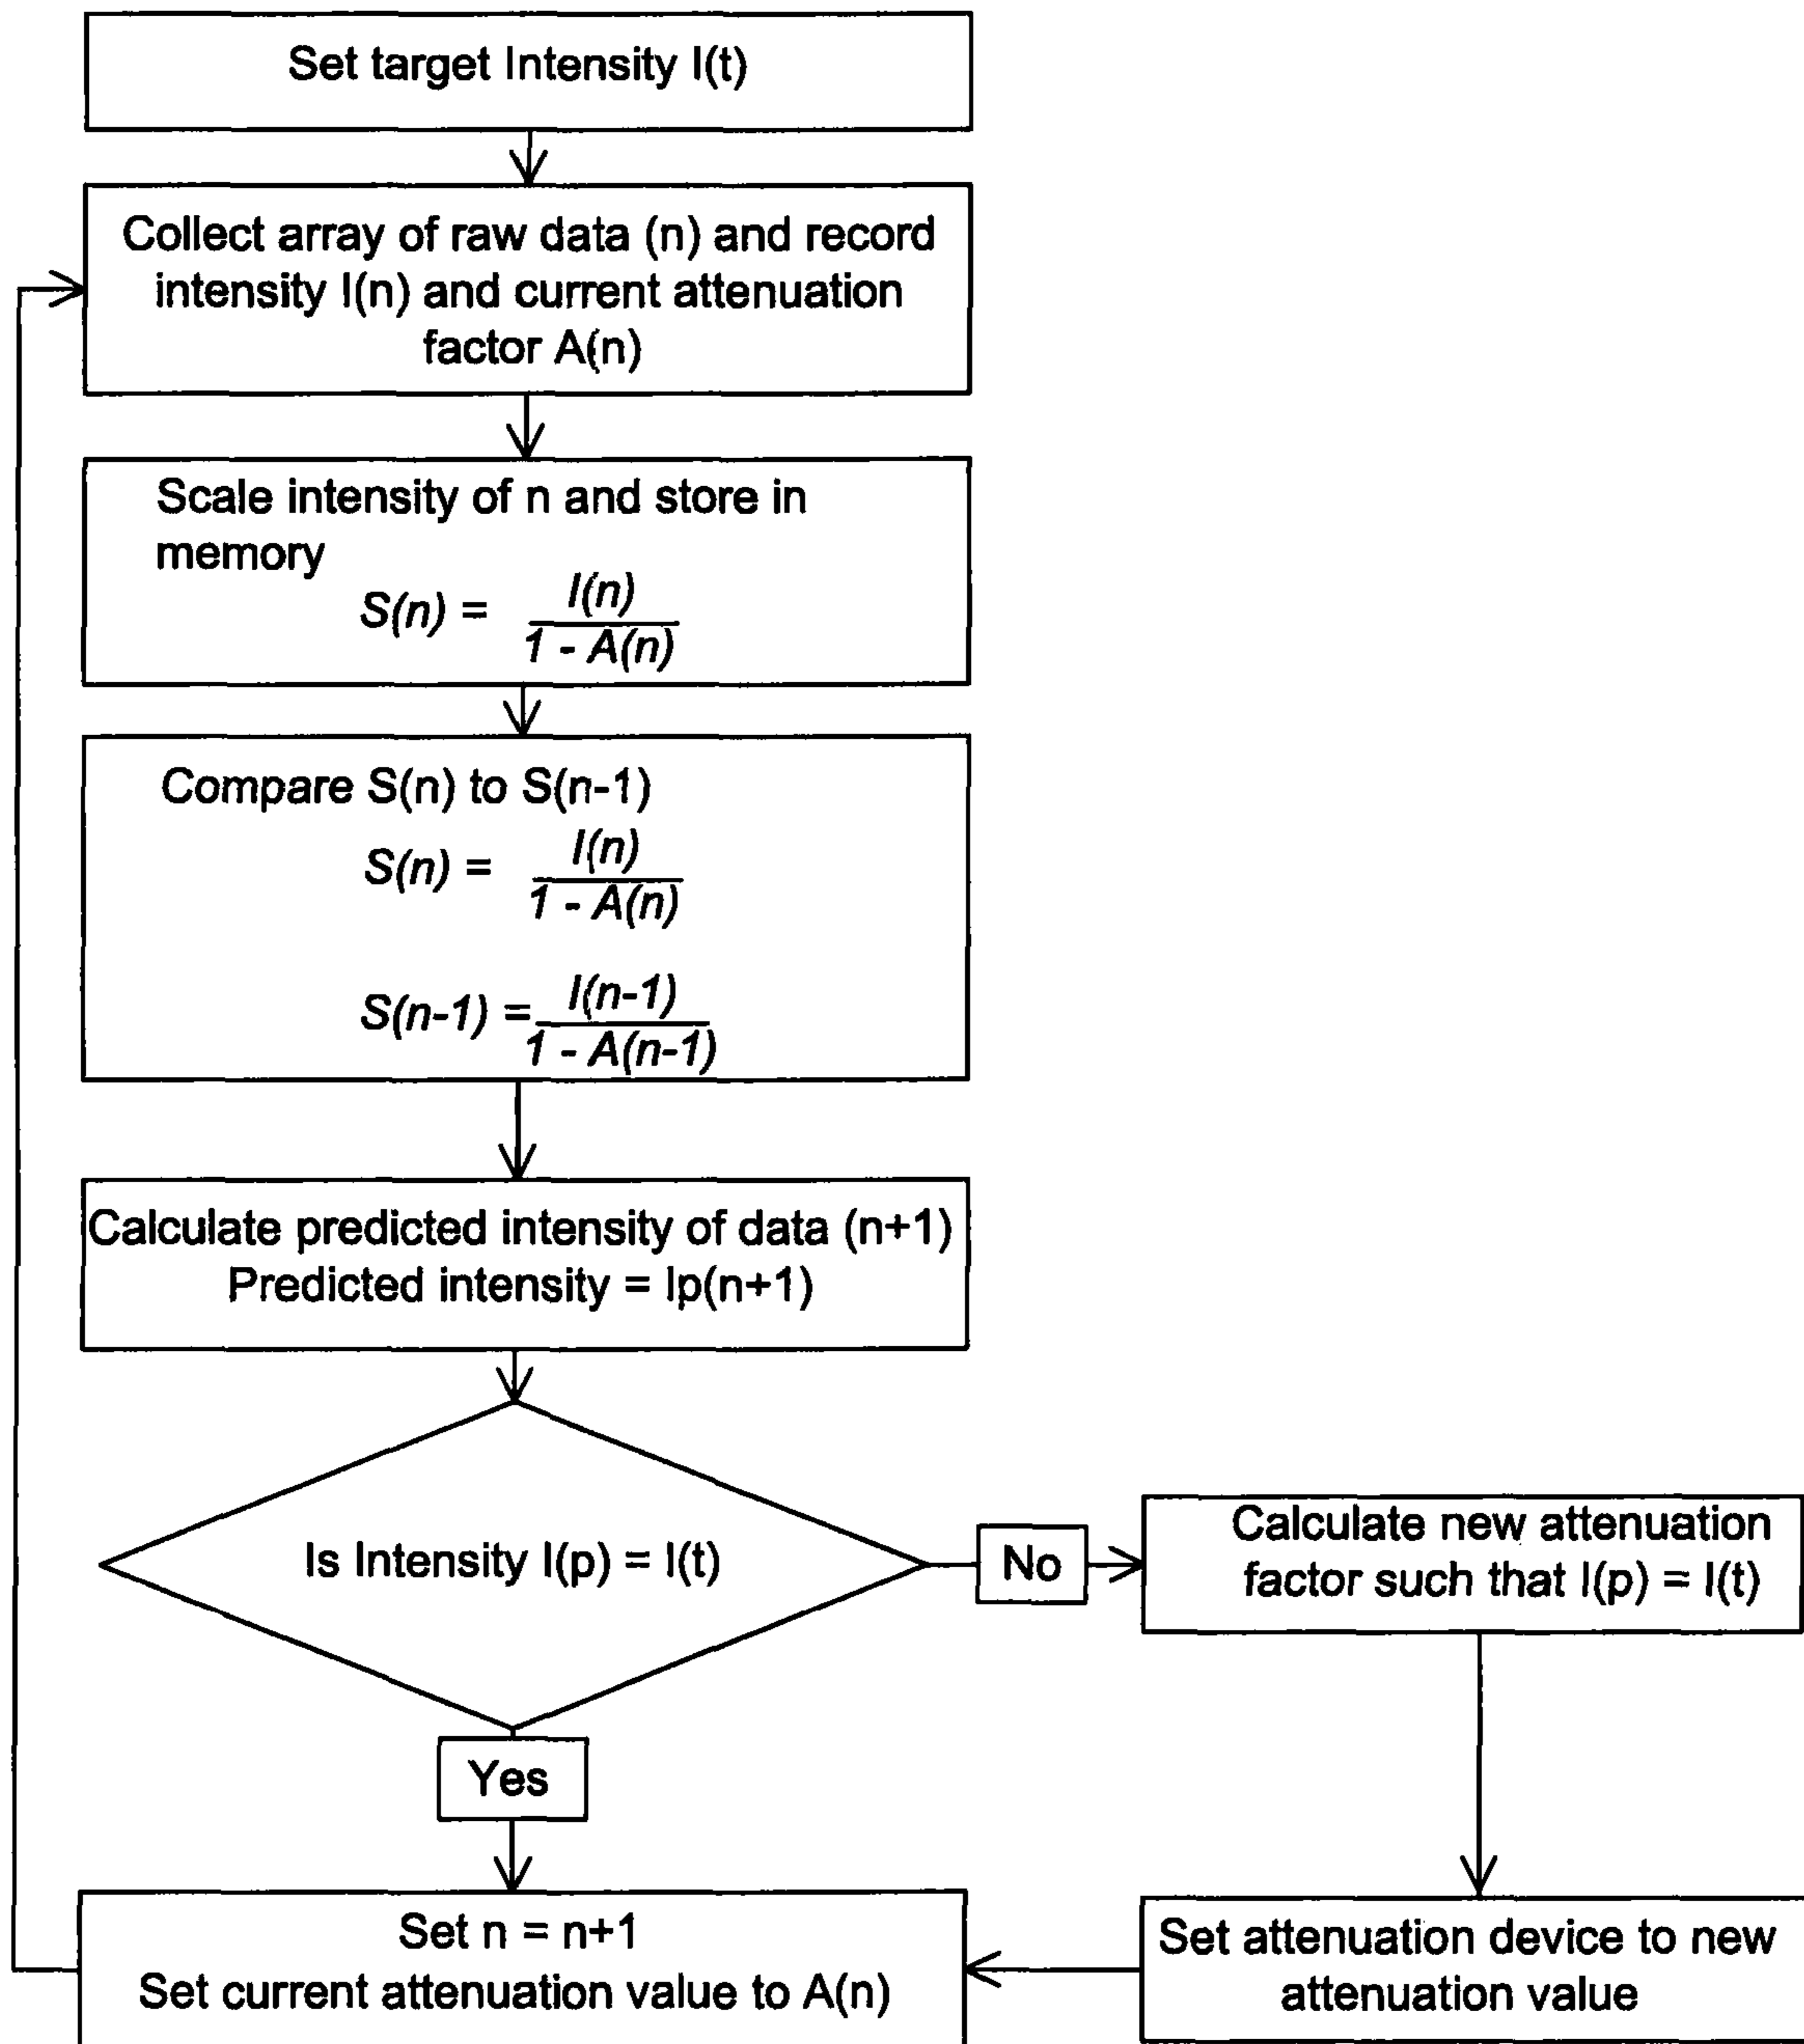 Set target Intensity I(t)
Collect array of raw data (n) and record
intensity I(n) and current attenuation
factor A(n)
Scale intensity of n and store in
memory
S(n) = I(n)
1 - A(n)
Compare S(n) to S(n-1)
S(n) = I(n)
1 - A(n)
S(n-1) = I(n-1)
1 - A(n-1)
Calculate predicted intensity of data (n+1)
Predicted intensity = Ip(n+1)
Is Intensity I(p) = I(t)
No
Calculate new attenuation
factor such that I(p) = I(t)
Yes
Set n = n+1
Set current attenuation value to A(n)
Set attenuation device to new
attenuation value